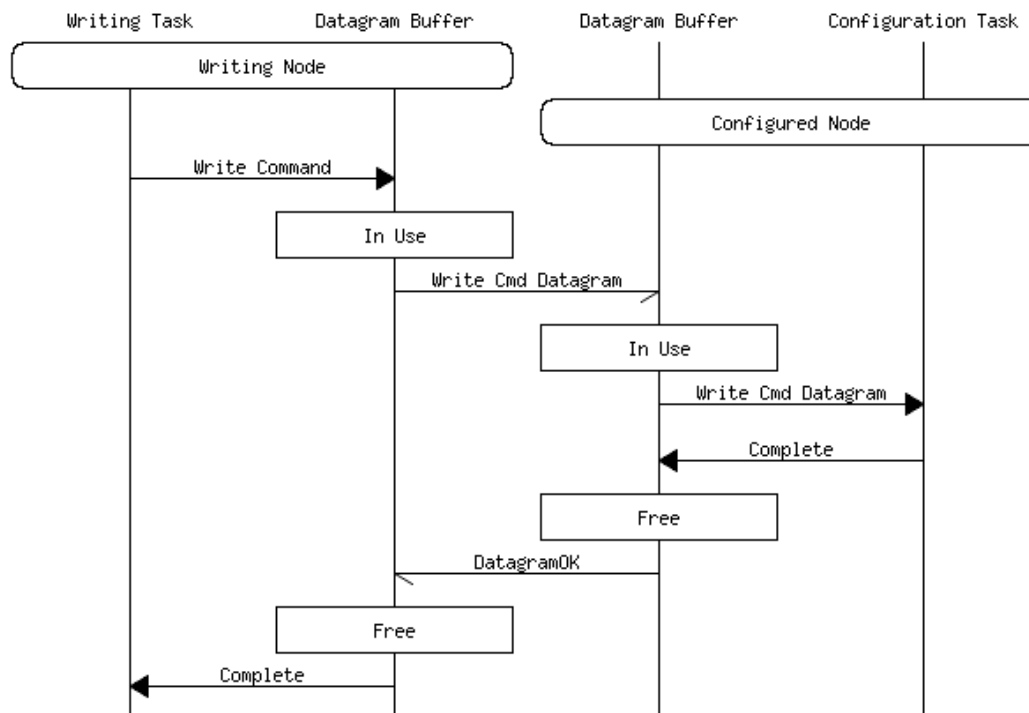 Writing Task
Datagram Buffer
Datagram Buffer
Configuration Task
Writing Node
Configured Node
Write Command
In Use
Write Cmd Datagram
In Use
Write Cmd Datagram
Complete
Free
DatagramOK
Free
Complete